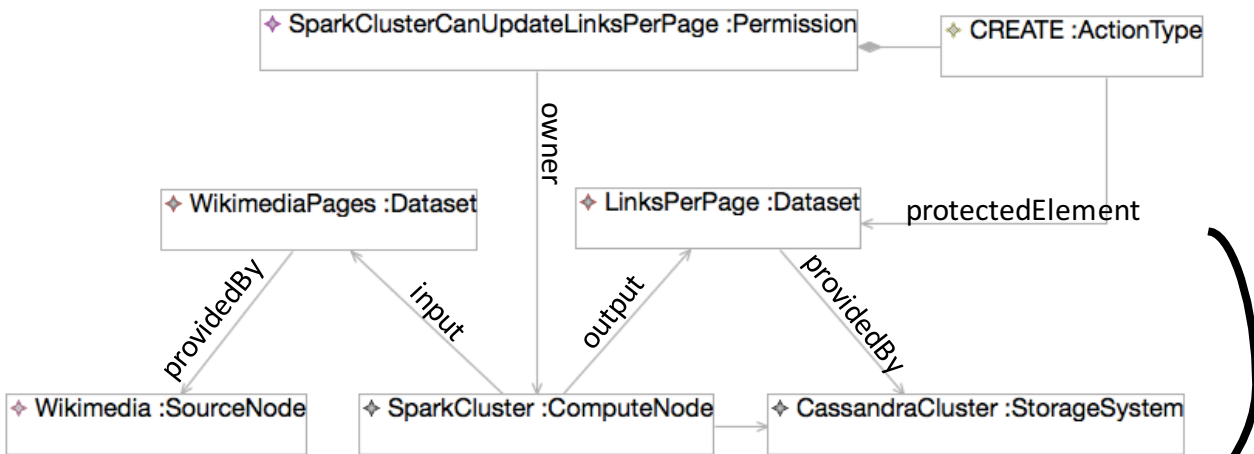 SparkClusterCanUpdateLinksPerPage :Permission
CREATE :ActionType
owner
WikimediaPages :Dataset
LinksPerPage :Dataset
protectedElement
providedBy
input
output
providedBy
Wikimedia :SourceNode
SparkCluster :ComputeNode
CassandraCluster :StorageSystem